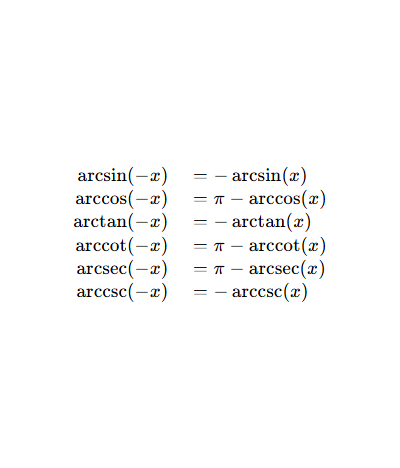 arcsin(−x) = − arcsin(x)
arccos(−x) = π − arccos(x)
arctan(−x) = − arctan(x)
arccot(−x) = π − arccot(x)
arcsec(−x) = π − arcsec(x)
arccsc(−x) = − arccsc(x)